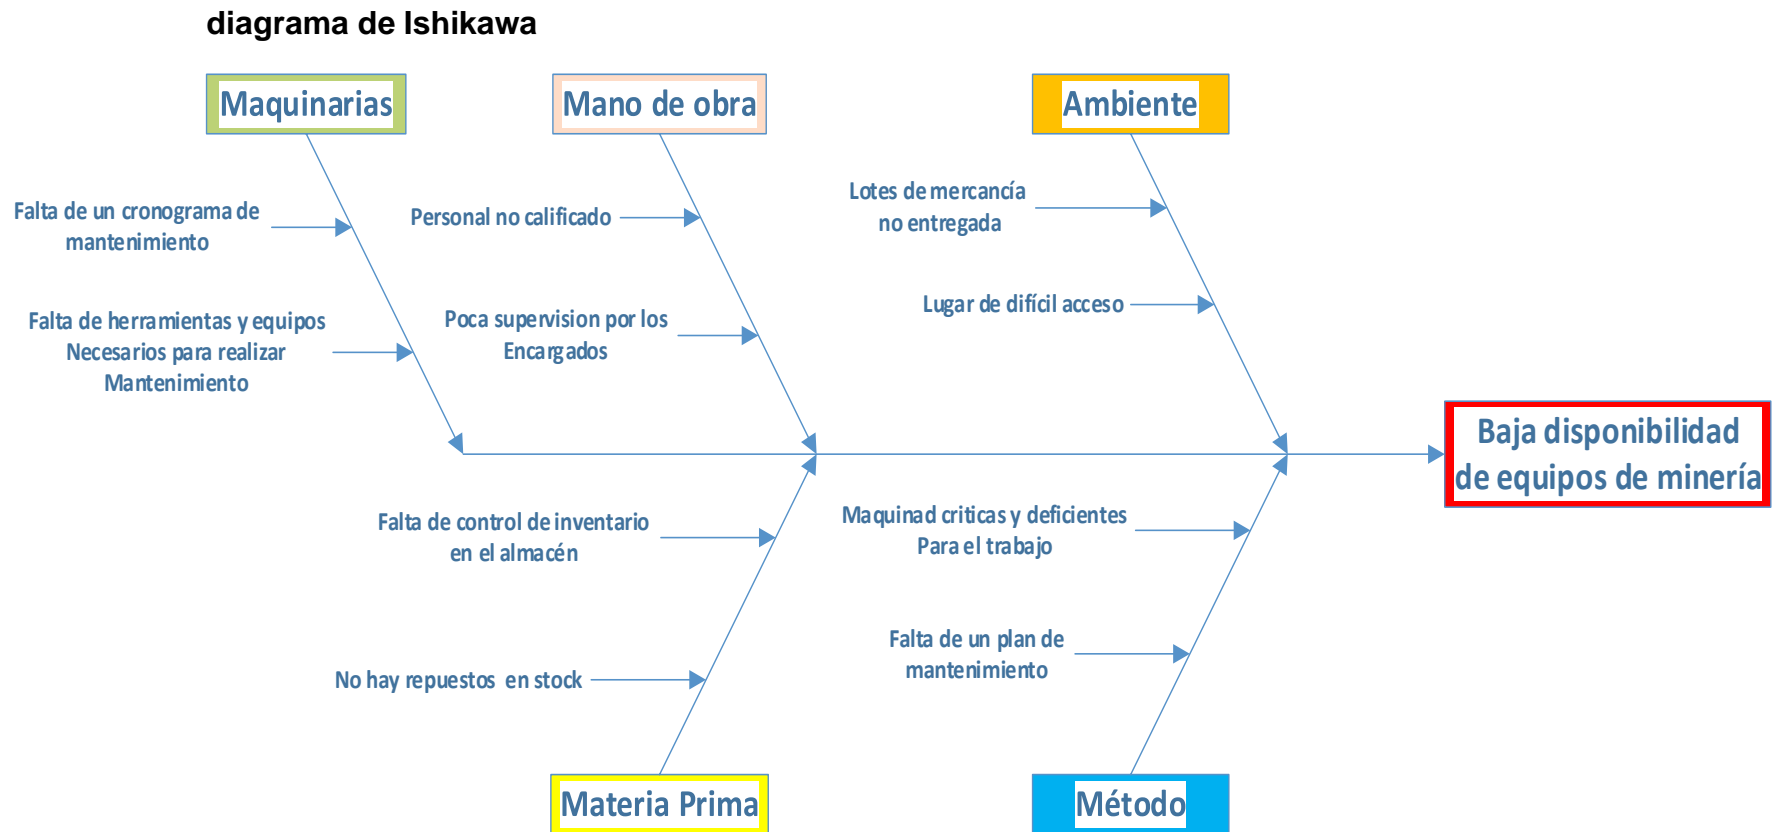 diagrama de Ishikawa
Maquinarias
Mano de obra
Ambiente
Falta de un cronograma de
mantenimiento
Personal no calificado
Lotes de mercancía
no entregada
Falta de herramientas y equipos
Necesarios para realizar
Mantenimiento
Poca supervision por los
Encargados
Lugar de difícil acceso
Baja disponibilidad
de equipos de minería
Falta de control de inventario
en el almacén
Maquinad criticas y deficientes
Para el trabajo
No hay repuestos en stock
Falta de un plan de
mantenimiento
Materia Prima
Método